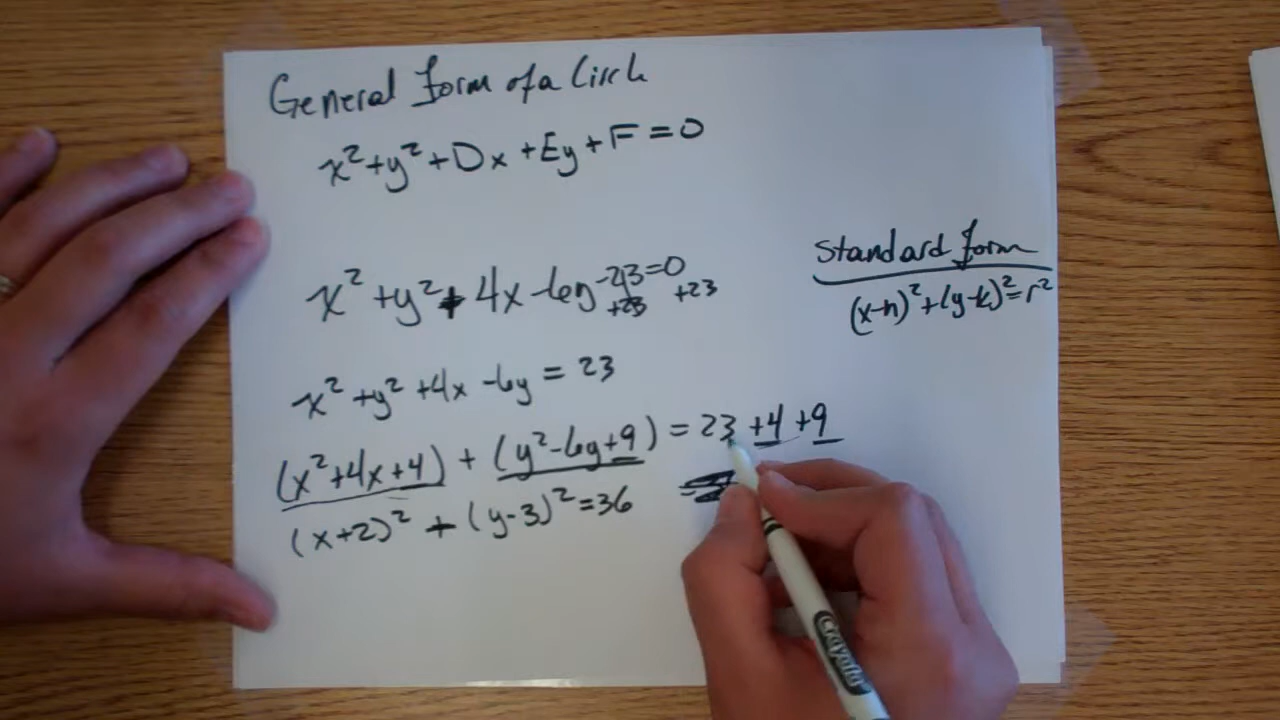 General form of a Circle
x²+y²+Dx+Ey+F=0
x²+y²+4x-6y-23=0
+23 +23
Standard form
(x-h)²+(y-k)²=r²
x²+y²+4x-6y=23
(x²+4x+4)+(y²-6y+9)=23+4+9
(x+2)²+(y-3)²=36
Crayola